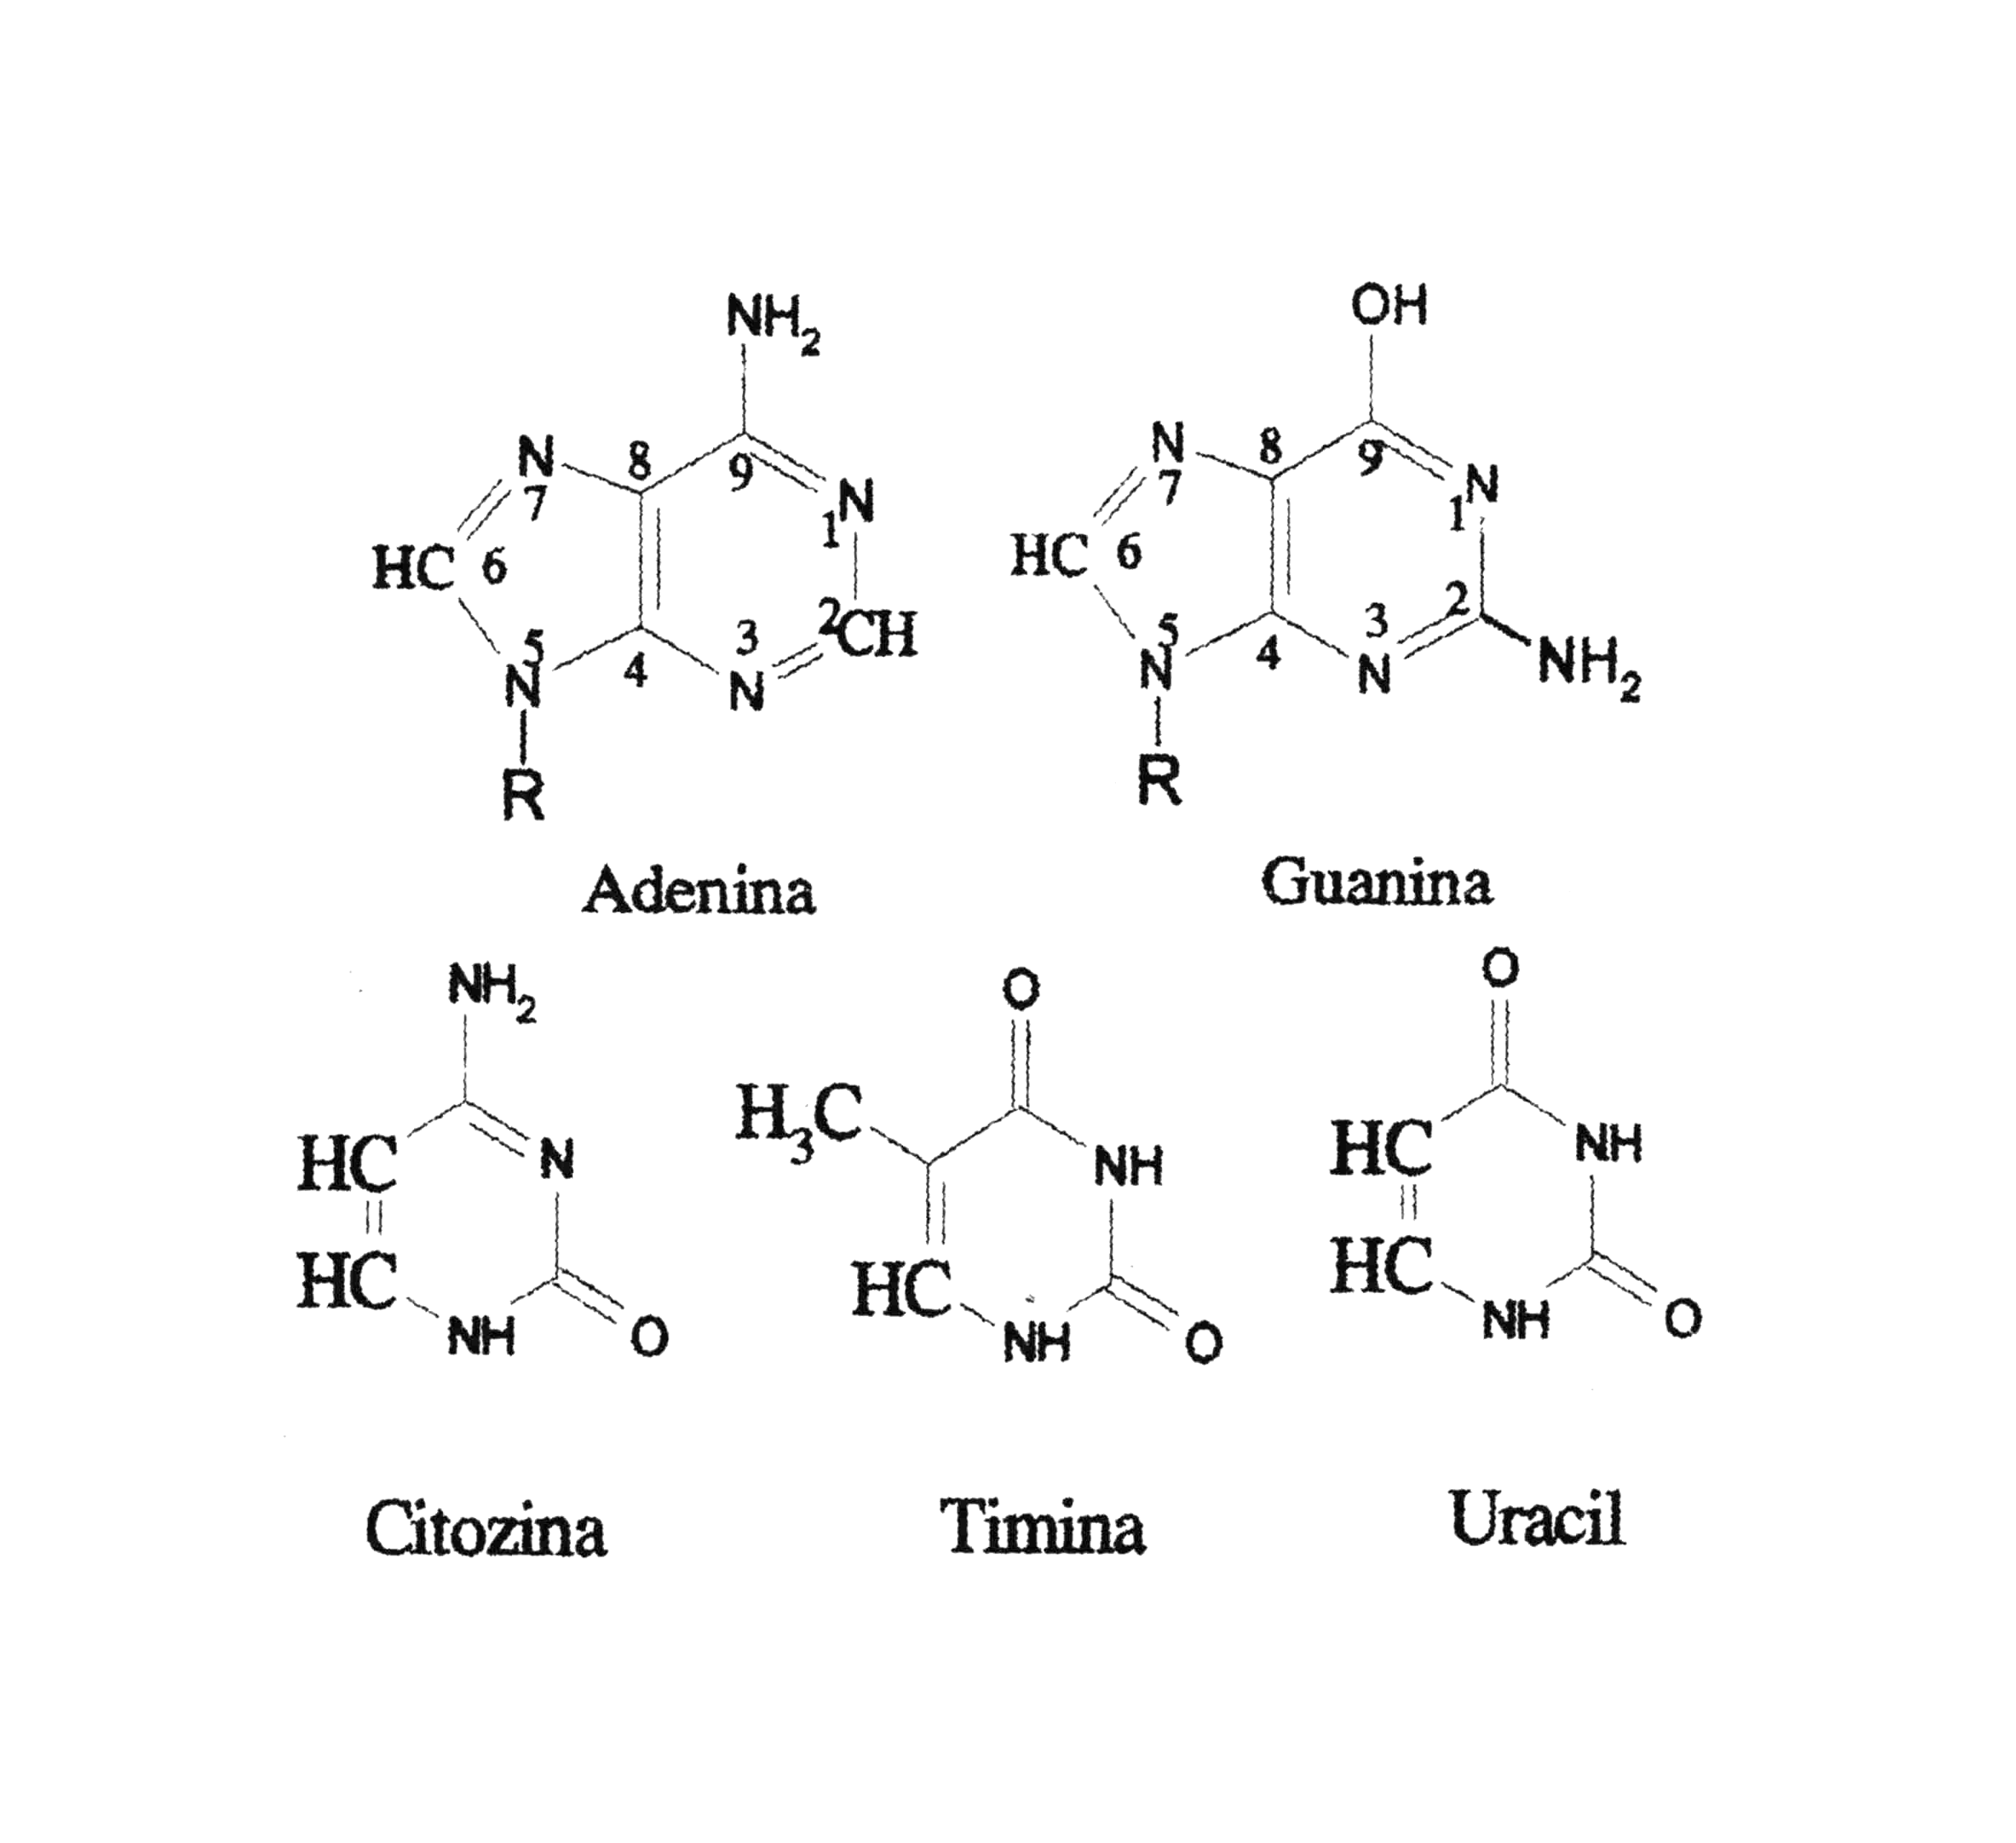 NH2
OH
N 8 N 8
7 9 N 7 9 N
1 1
HC 6 HC 6
2CH 2
5 3 5 3
N 4 N N 4 N NH2
R R
Adenina Guanina
NH2 O O
H3C
HC N NH HC NH
HC HC HC
NH O NH O NH O
Citozina Timina Uracil